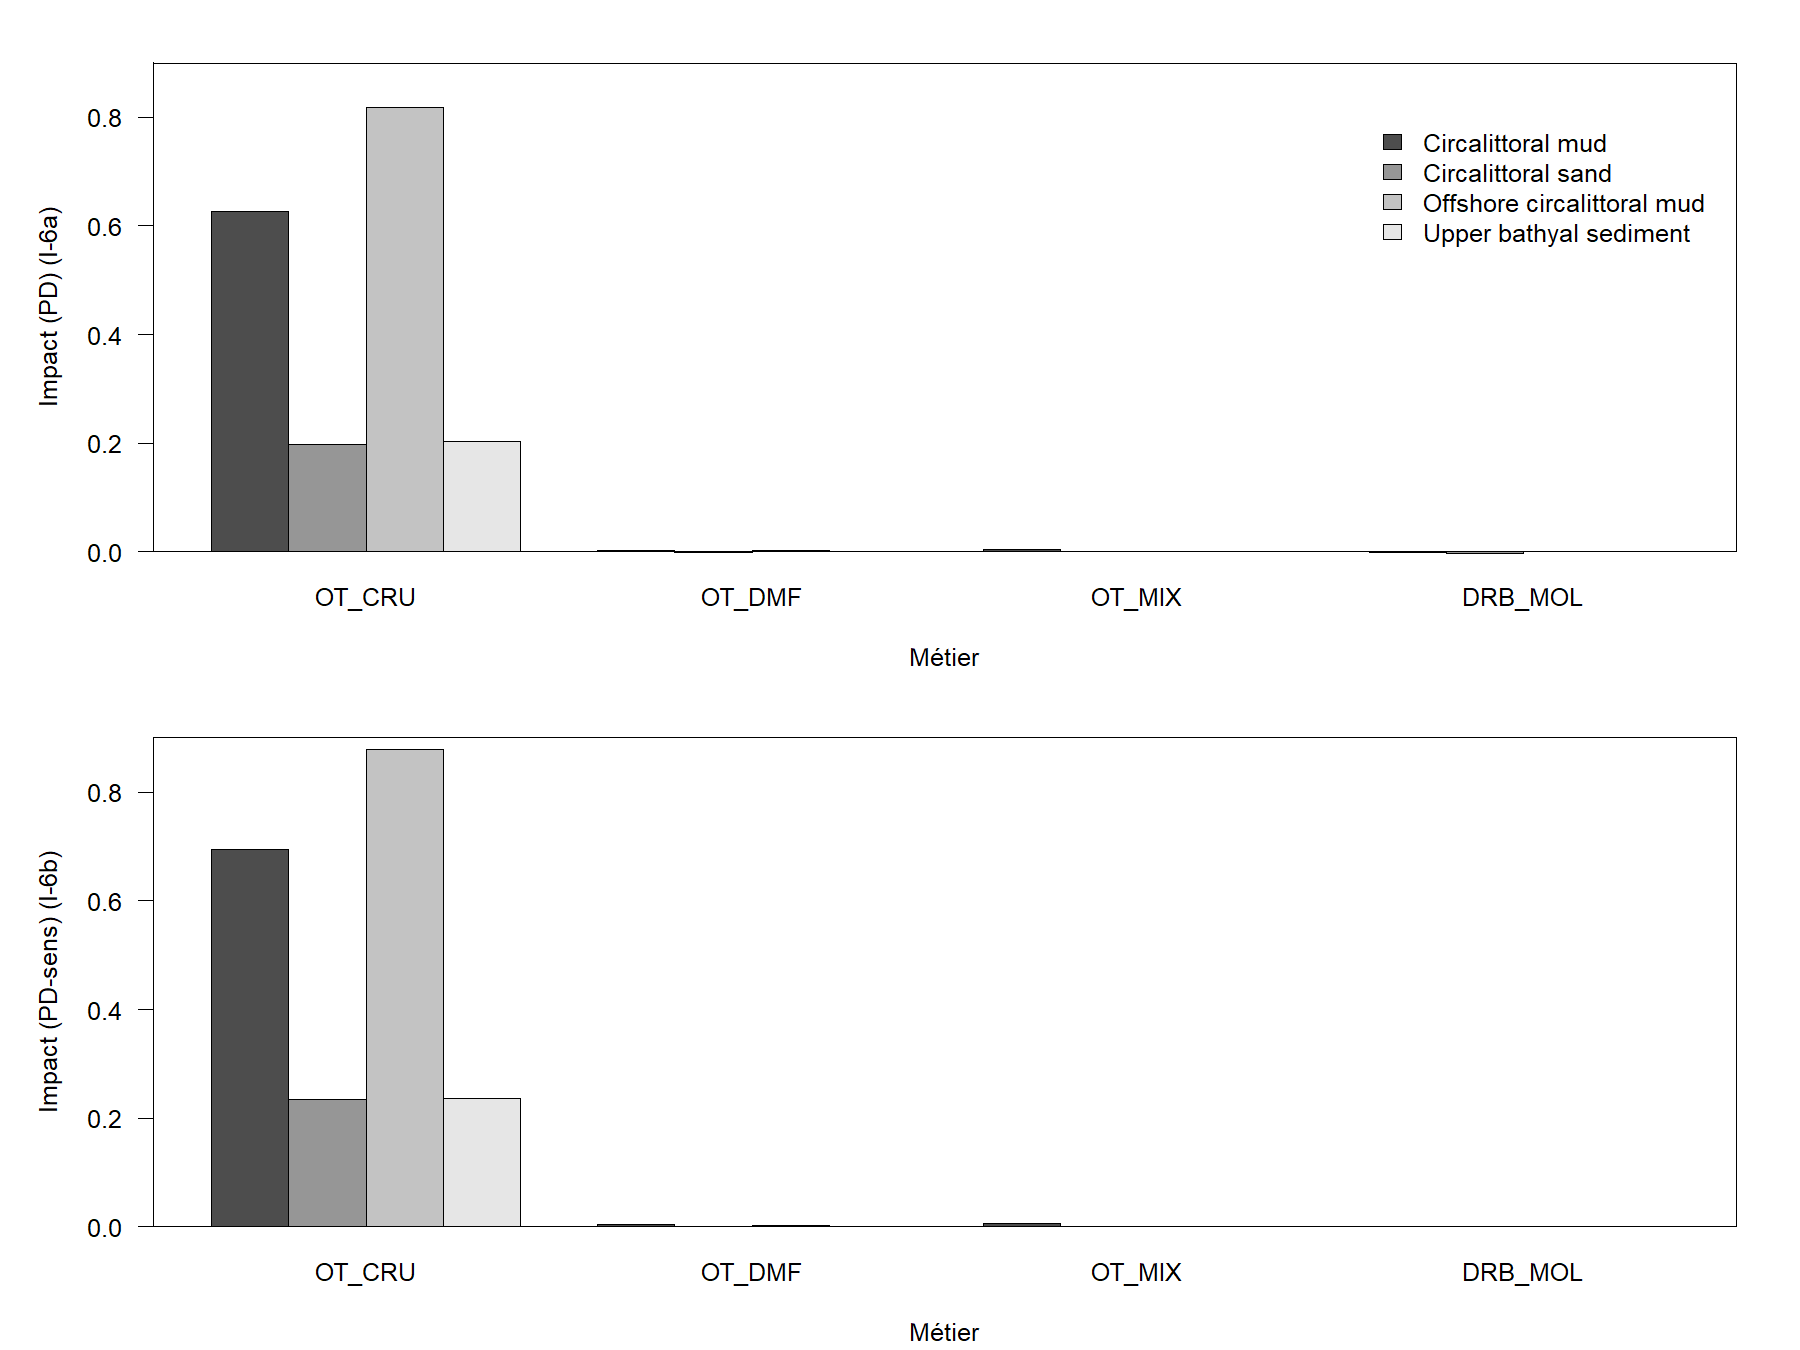 Impact (PD) (I-6a)
0.8
0.6
0.4
0.2
0.0
Circalittoral mud
Circalittoral sand
Offshore circalittoral mud
Upper bathyal sediment
OT_CRU OT_DMF OT_MIX DRB_MOL
Métier
Impact (PD-sens) (I-6b)
0.8
0.6
0.4
0.2
0.0
OT_CRU OT_DMF OT_MIX DRB_MOL
Métier